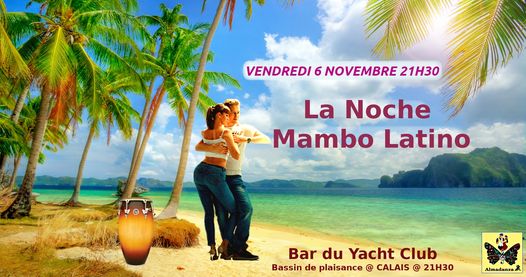 VENDREDI 6 NOVEMBRE 21H30
La Noche
Mambo Latino
Bar du Yacht Club
Bassin de plaisance @ CALAIS @ 21H30
Almadanza